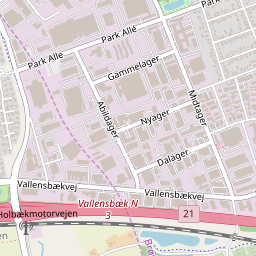 Park Allé
Park Alle
Gammelager
Abildager
Midtager
Nyager
Dalager
Vallensbækvej
Vallensbækvej
Vallensbæk N
3
21
Holbækmotorvejen